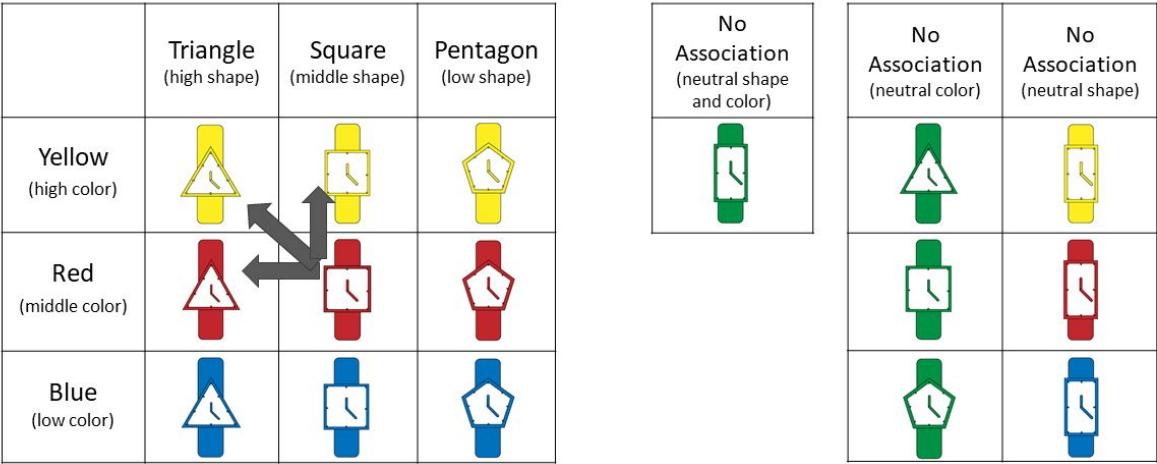 Triangle
(high shape)
Square
(middle shape)
Pentagon
(low shape)
Yellow
(high color)
Red
(middle color)
Blue
(low color)
No
Association
(neutral shape
and color)
No
Association
(neutral color)
No
Association
(neutral shape)